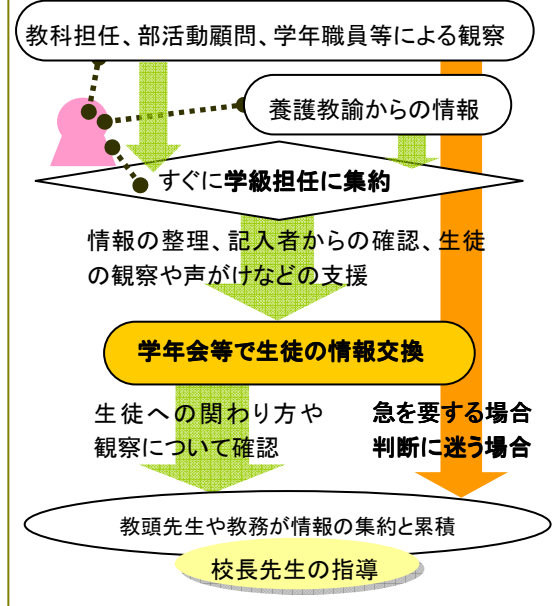 教科担任、部活動顧問、学年職員等による観察
養護教諭からの情報
すぐに学級担任に集約
情報の整理、記入者からの確認、生徒
の観察や声がけなどの支援
学年会等で生徒の情報交換
生徒への関わり方や
観察について確認
急を要する場合
判断に迷う場合
教頭先生や教務が情報の集約と累積
校長先生の指導